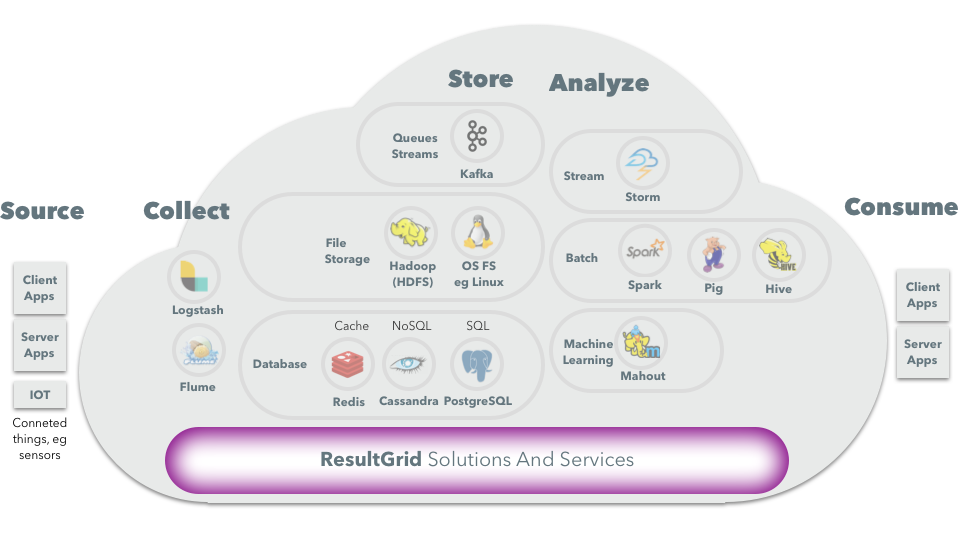 Store
Analyze
Source
Collect
Consume
Queues
Streams
Kafka
Stream
Storm
File
Storage
Hadoop
(HDFS)
OS FS
eg Linux
Batch
Spark
Spark
Pig
HIVE
Hive
Logstash
Flume
Database
Cache
NoSQL
SQL
Redis
Cassandra
PostgreSQL
Machine
Learning
Mahout
Client
Apps
Server
Apps
IOT
Conneted
things, eg
sensors
Client
Apps
Server
Apps
ResultGrid Solutions And Services